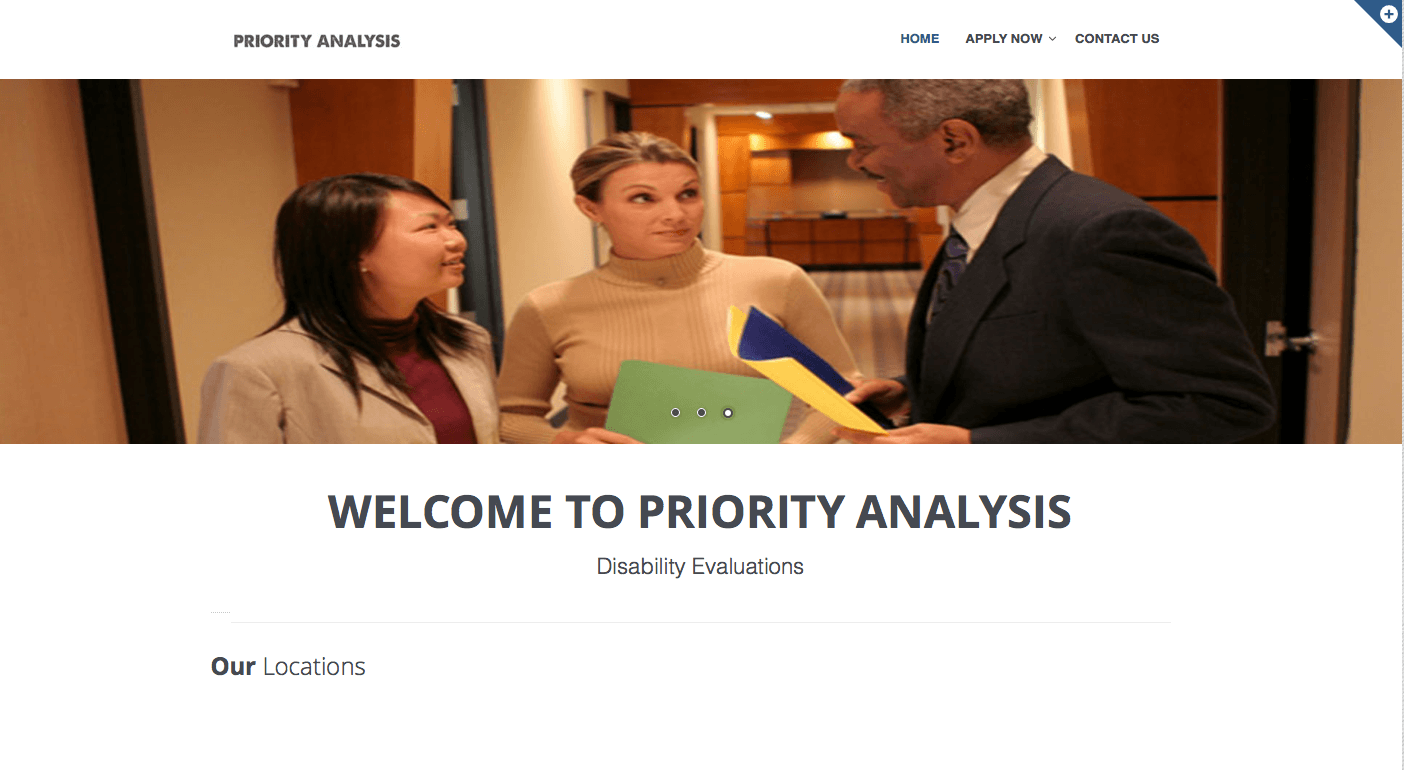 PRIORITY ANALYSIS
HOME APPLY NOW CONTACT US
WELCOME TO PRIORITY ANALYSIS
Disability Evaluations
Our Locations